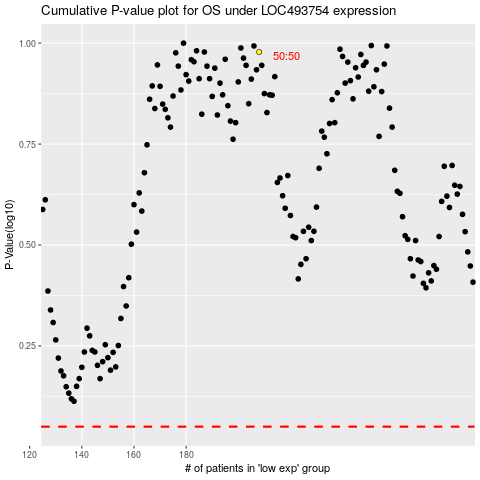 Cumulative P-value plot for OS under LOC493754 expression
1.00
50:50
0.75
P-Value(log10)
0.50
0.25
120 140 160 180
# of patients in 'low exp' group